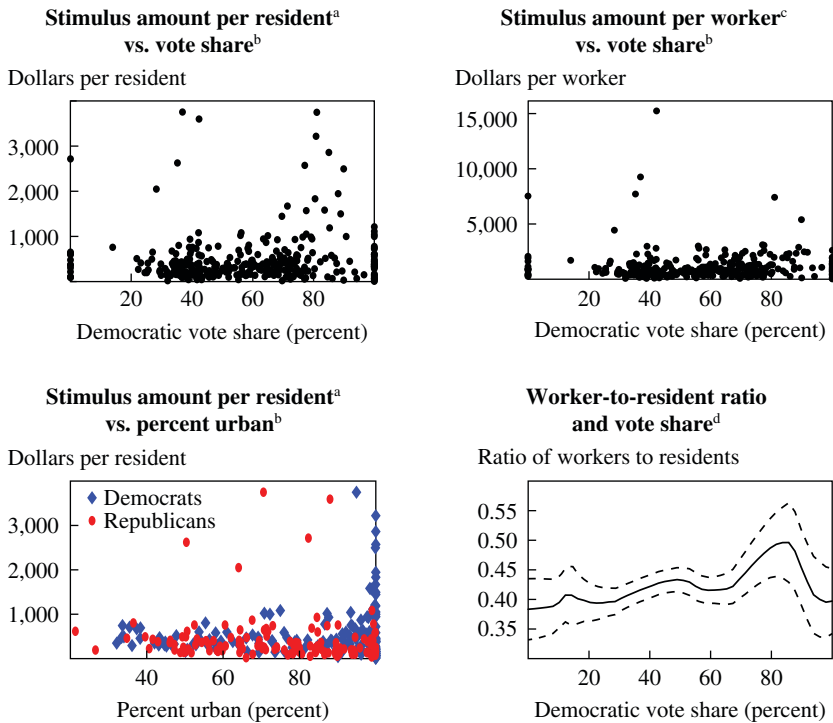 Stimulus amount per residentᵃ
vs. vote shareᵇ
Dollars per resident
3,000
2,000
1,000
20 40 60 80
Democratic vote share (percent)
Stimulus amount per workerᶜ
vs. vote shareᵇ
Dollars per worker
15,000
10,000
5,000
20 40 60 80
Democratic vote share (percent)
Stimulus amount per residentᵃ
vs. percent urbanᵇ
Dollars per resident
Democrats
Republicans
3,000
2,000
1,000
40 60 80
Percent urban (percent)
Worker-to-resident ratio
and vote shareᵈ
Ratio of workers to residents
0.55
0.50
0.45
0.40
0.35
20 40 60 80
Democratic vote share (percent)